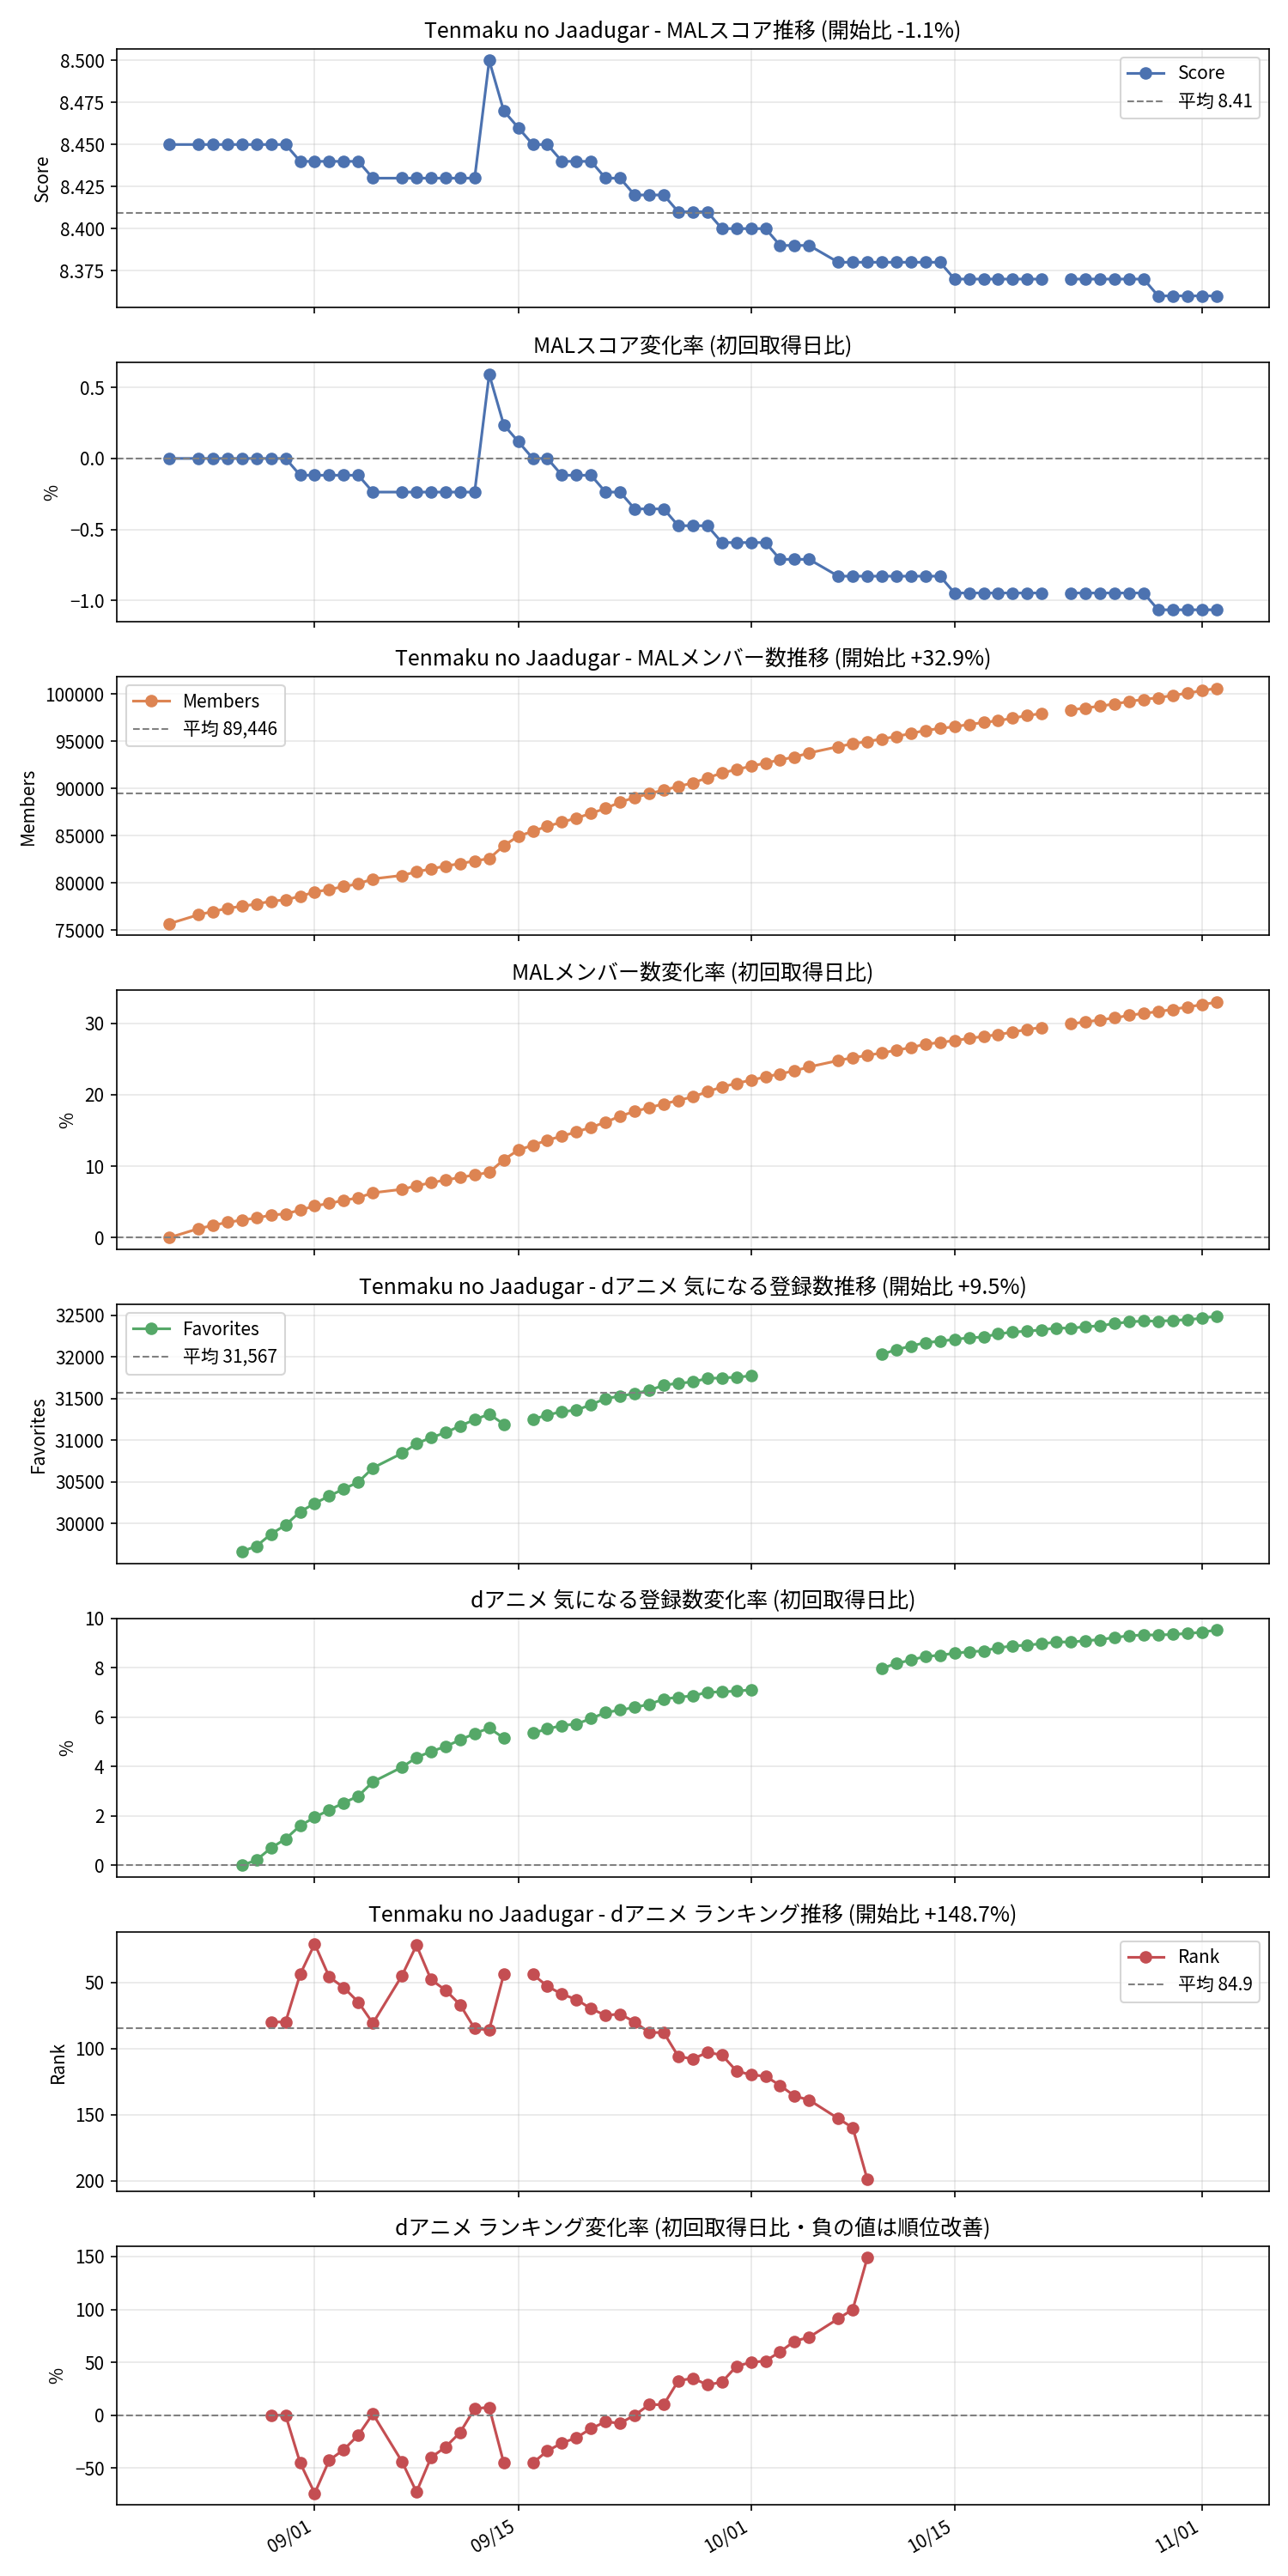 Tenmaku no Jaadugar - MALスコア推移 (開始比 -1.1%)
8.500
8.475
8.450
8.425
8.400
8.375
Score
Score
平均 8.41
MALスコア変化率 (初回取得日比)
0.5
0.0
−0.5
−1.0
%
Tenmaku no Jaadugar - MALメンバー数推移 (開始比 +32.9%)
100000
95000
90000
85000
80000
75000
Members
Members
平均 89,446
MALメンバー数変化率 (初回取得日比)
30
20
10
0
%
Tenmaku no Jaadugar - dアニメ 気になる登録数推移 (開始比 +9.5%)
32500
32000
31500
31000
30500
30000
Favorites
Favorites
平均 31,567
dアニメ 気になる登録数変化率 (初回取得日比)
10
8
6
4
2
0
%
Tenmaku no Jaadugar - dアニメ ランキング推移 (開始比 +148.7%)
50
100
150
200
Rank
Rank
平均 84.9
dアニメ ランキング変化率 (初回取得日比・負の値は順位改善)
150
100
50
0
−50
%
09/01
09/15
10/01
10/15
11/01